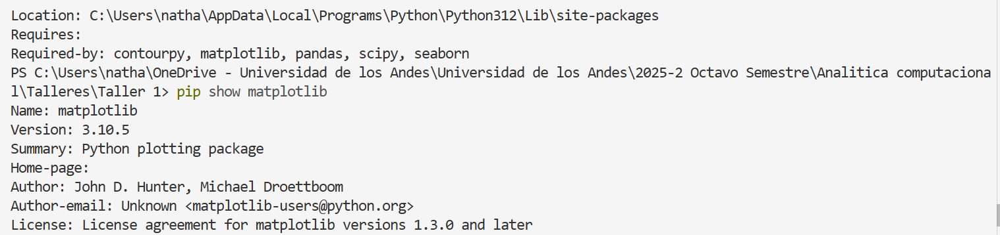 Location: C:\Users\natha\AppData\Local\Programs\Python\Python312\Lib\site-packages
Requires:
Required-by: contourpy, matplotlib, pandas, scipy, seaborn
PS C:\Users\natha\OneDrive - Universidad de los Andes\Universidad de los Andes\2025-2 Octavo Semestre\Analitica computaciona
l\Talleres\Taller 1> pip show matplotlib
Name: matplotlib
Version: 3.10.5
Summary: Python plotting package
Home-page:
Author: John D. Hunter, Michael Droettboom
Author-email: Unknown <matplotlib-users@python.org>
License: License agreement for matplotlib versions 1.3.0 and later